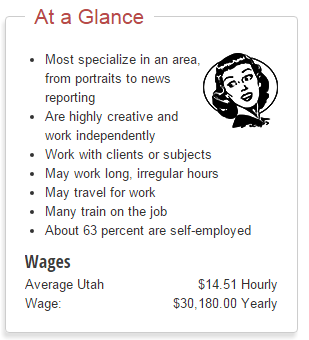 At a Glance
• Most specialize in an area,
from portraits to news
reporting
• Are highly creative and
work independently
• Work with clients or subjects
• May work long, irregular hours
• May travel for work
• Many train on the job
• About 63 percent are self-employed
Wages
Average Utah $14.51 Hourly
Wage: $30,180.00 Yearly